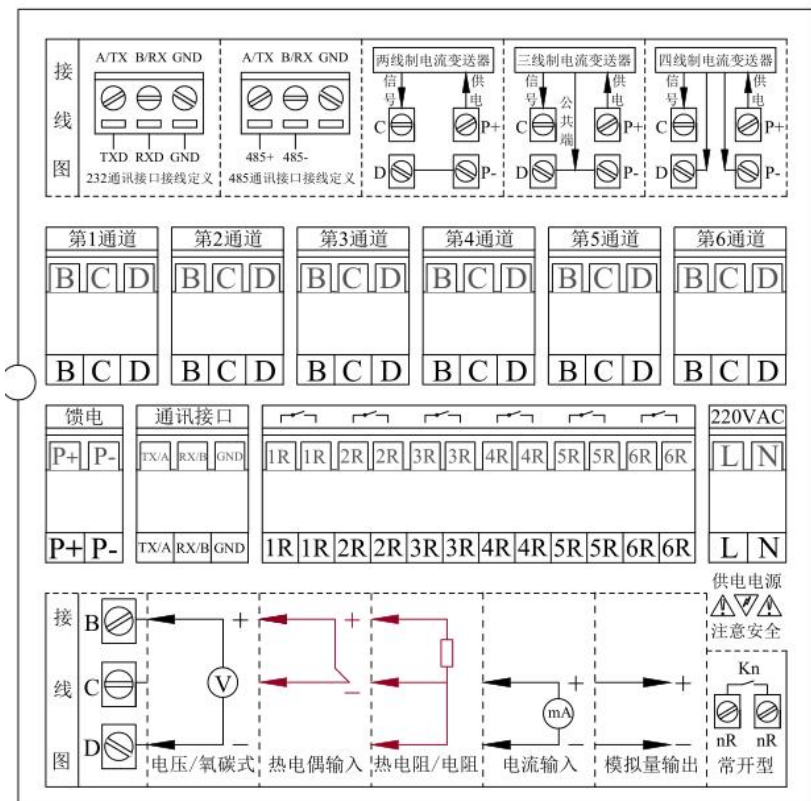 接线图
A/TX B/RX GND
TXD RXD GND
232通讯接口接线定义
A/TX B/RX GND
485+ 485-
485通讯接口接线定义
两线制电流变送器
信号 供电
C P+
D P-
三线制电流变送器
信号 公共端 供电
C P+
D P-
四线制电流变送器
信号 供电
C P+
D P-
第1通道 第2通道 第3通道 第4通道 第5通道 第6通道
B C D B C D B C D B C D B C D B C D
B C D B C D B C D B C D B C D B C D
馈电 通讯接口 220VAC
P+ P- TX/A RX/B GND 1R 1R 2R 2R 3R 3R 4R 4R 5R 5R 6R 6R L N
P+ P- TX/A RX/B GND 1R 1R 2R 2R 3R 3R 4R 4R 5R 5R 6R 6R L N
供电电源
注意安全
接线图
B + + +
C V − + +
mA
D − − −
电压/氧碳式 热电偶输入 热电阻/电阻 电流输入 模拟量输出
Kn
nR nR
常开型